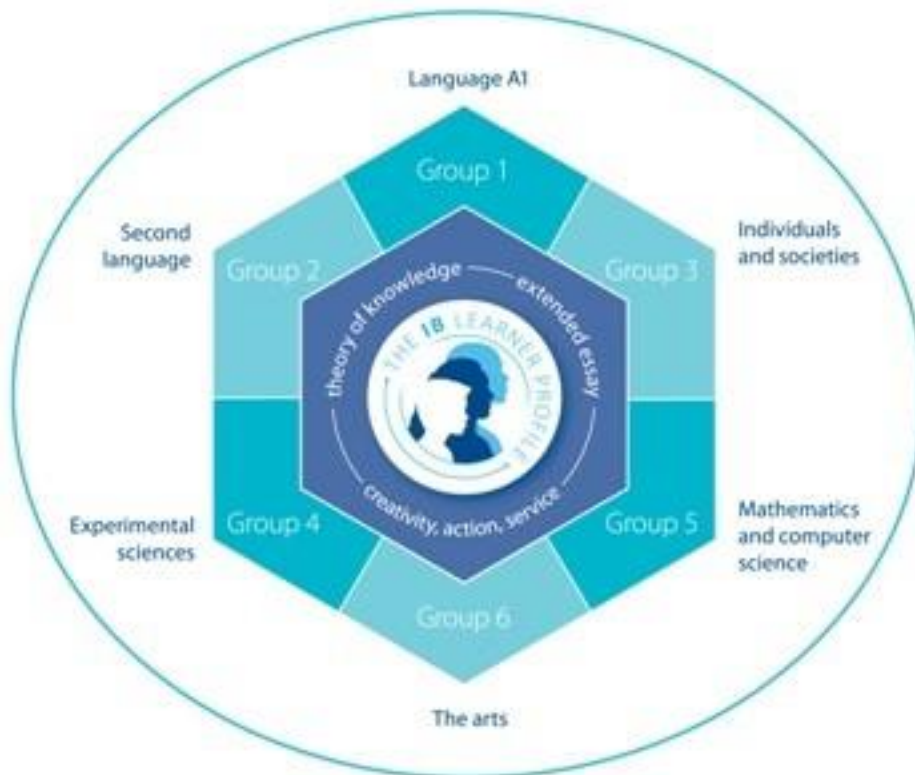 Language A1
Group 1
Second
language
Group 2
Group 3
Individuals
and societies
theory of knowledge
extended essay
THE IB LEARNER PROFILE
creativity, action, service
Experimental
sciences
Group 4
Group 5
Mathematics
and computer
science
Group 6
The arts